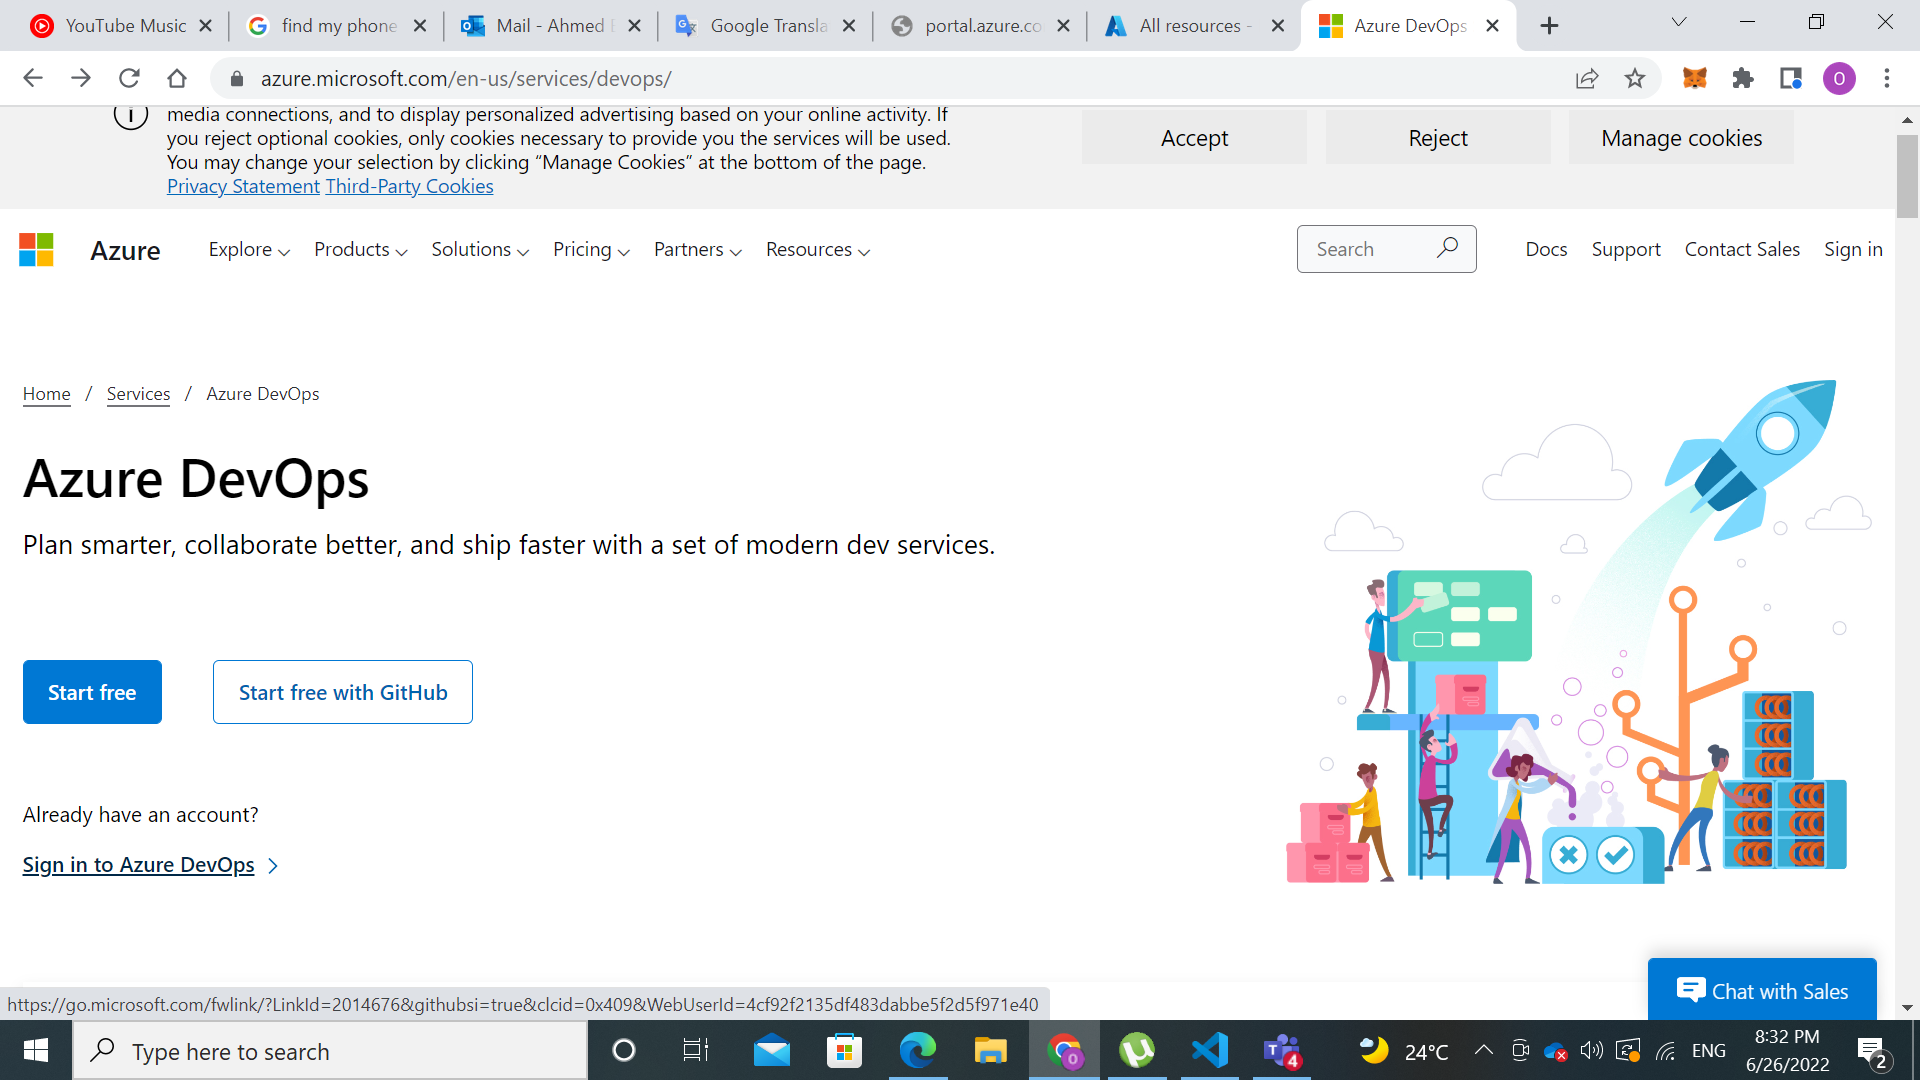 YouTube Music
find my phone
Mail - Ahmed
Google Transla
portal.azure.co
All resources -
Azure DevOps
azure.microsoft.com/en-us/services/devops/
O
media connections, and to display personalized advertising based on your online activity. If
you reject optional cookies, only cookies necessary to provide you the services will be used.
You may change your selection by clicking “Manage Cookies” at the bottom of the page.
Privacy Statement Third-Party Cookies
Accept
Reject
Manage cookies
Azure
Explore
Products
Solutions
Pricing
Partners
Resources
Search
Docs
Support
Contact Sales
Sign in
Home / Services / Azure DevOps
Azure DevOps
Plan smarter, collaborate better, and ship faster with a set of modern dev services.
Start free
Start free with GitHub
Already have an account?
Sign in to Azure DevOps
Chat with Sales
https://go.microsoft.com/fwlink/?LinkId=2014676&githubsi=true&clcid=0x409&WebUserId=4cf92f2135df483dabbe5f2d5f971e40
Type here to search
O
4
24°C
ENG
8:32 PM
6/26/2022
2